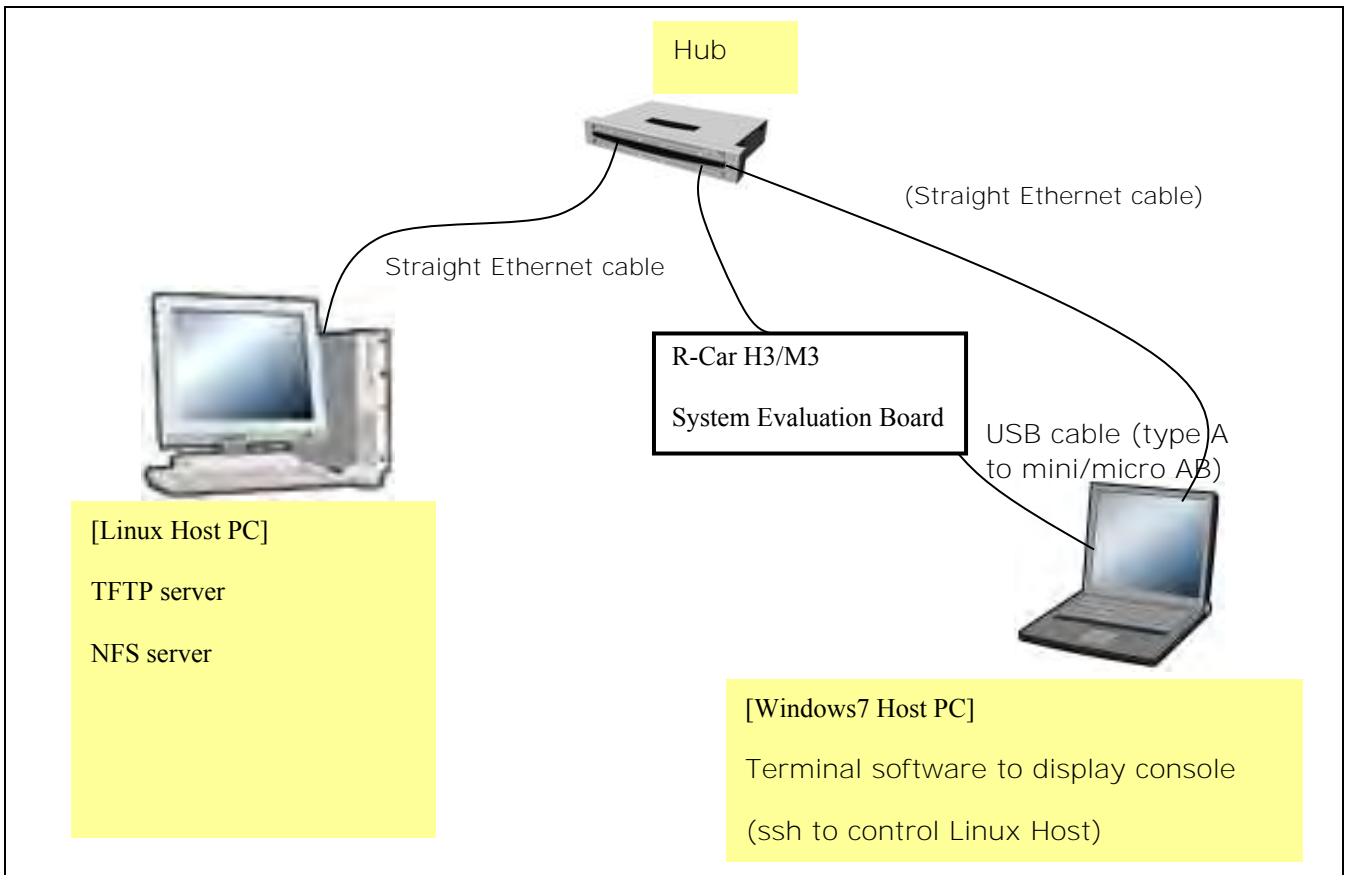 Hub
(Straight Ethernet cable)
Straight Ethernet cable
R-Car H3/M3
System Evaluation Board
USB cable (type A
to mini/micro AB)
[Linux Host PC]
TFTP server
NFS server
[Windows7 Host PC]
Terminal software to display console
(ssh to control Linux Host)